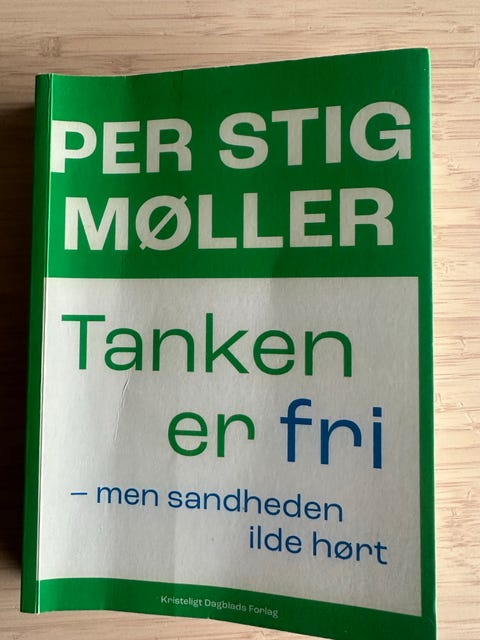 PER STIG
MØLLER
Tanken
er fri
– men sandheden
ilde hørt
Kristeligt Dagblads Forlag